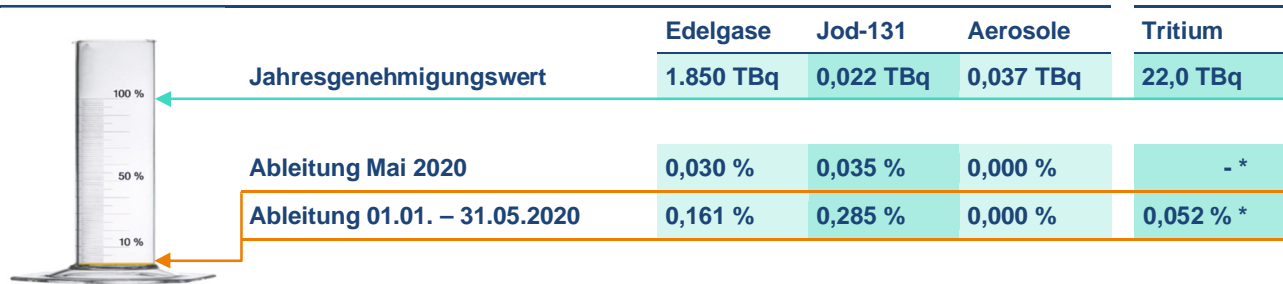 Edelgase Jod-131 Aerosole Tritium
Jahresgenehmigungswert 1.850 TBq 0,022 TBq 0,037 TBq 22,0 TBq
100 %
Ableitung Mai 2020 0,030 % 0,035 % 0,000 % - *
50 %
Ableitung 01.01. – 31.05.2020 0,161 % 0,285 % 0,000 % 0,052 % *
10 %